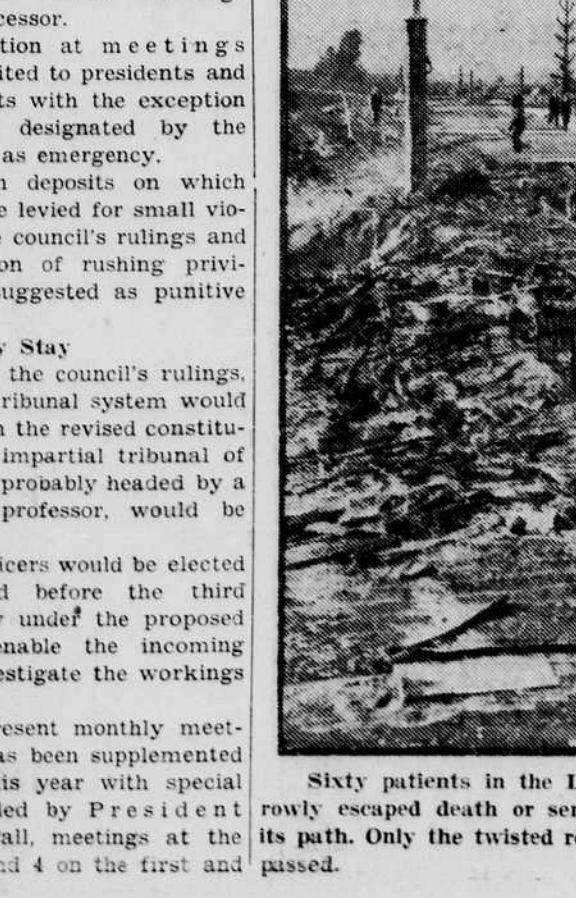 cessor.
tion at meetings
ited to presidents and
ts with the exception
designated by the
as emergency.
n deposits on which
e levied for small vio-
e council's rulings and
on of rushing privi-
suggested as punitive
y Stay
the council's rulings,
ribunal system would
n the revised constitu-
impartial tribunal of
probably headed by a
professor, would be
icers would be elected
d before the third
y under the proposed
enable the incoming
estigate the workings
resent monthly meet-
as been supplemented
is year with special
led by President
all, meetings at the
nd 4 on the first and
Sixty patients in the
rowly escaped death or ser
its path. Only the twisted r
passed.